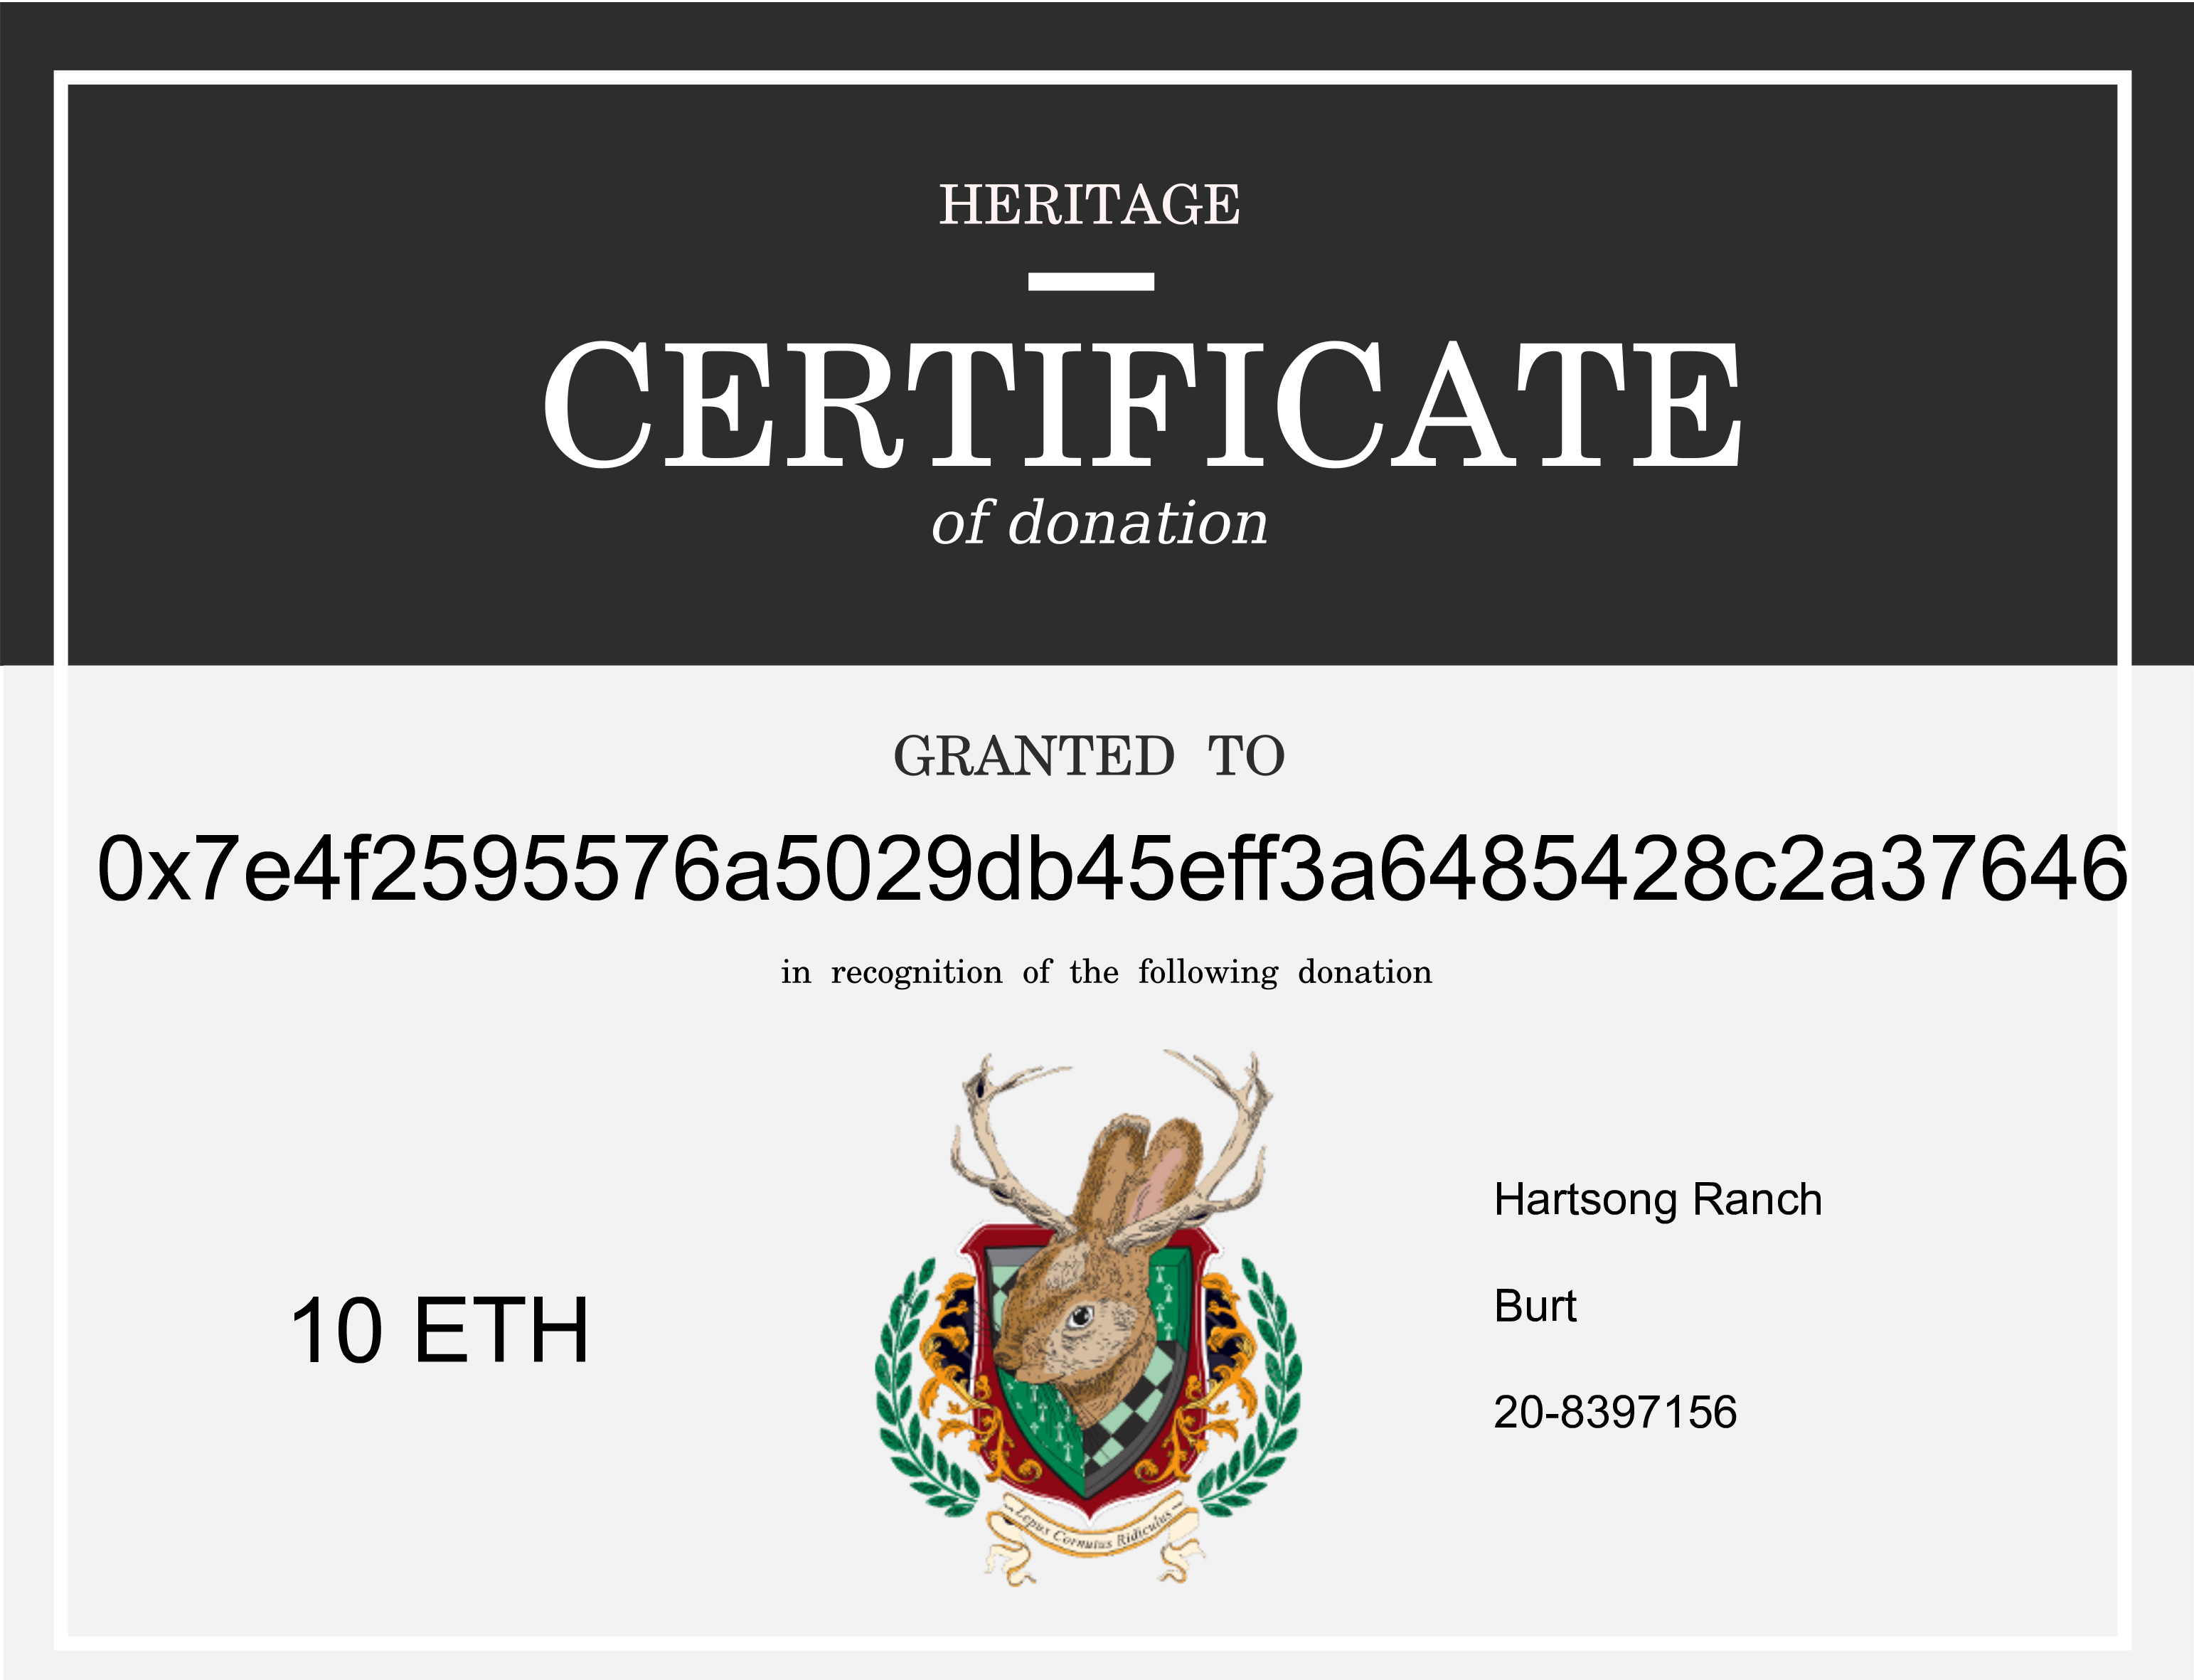 HERITAGE
CERTIFICATE
of donation
GRANTED TO
0x7e4f2595576a5029db45eff3a6485428c2a37646
in recognition of the following donation
10 ETH
Hartsong Ranch
Burt
20-8397156
Lepus Cornutus Ridiculus